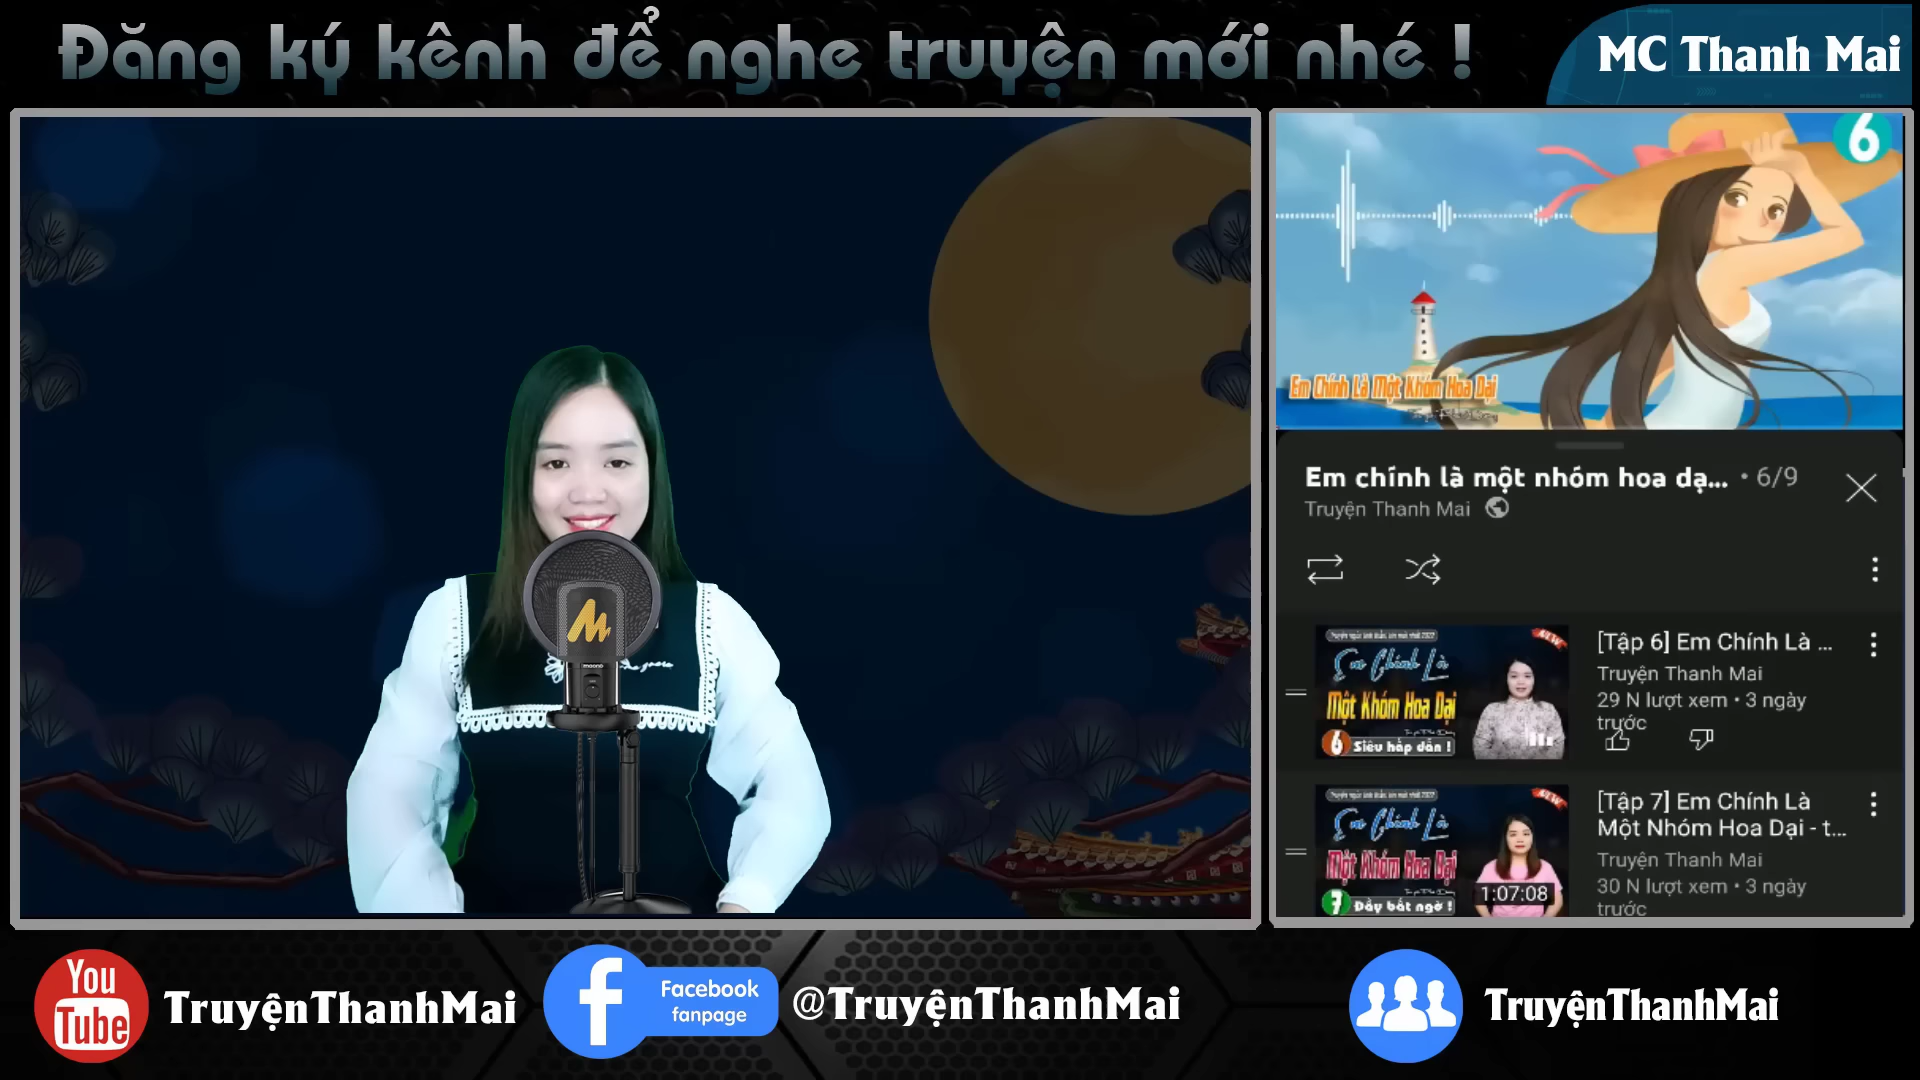 Đăng ký kênh để nghe truyện mới nhé !
MC Thanh Mai
6
Em Chính Là Một Khóm Hoa Dại
Em chính là một nhóm hoa dạ... • 6/9
Truyện Thanh Mai
[Tập 6] Em Chính Là ...
Truyện Thanh Mai
29 N lượt xem • 3 ngày
trước
Em Chính Là
Một Khóm Hoa Dại
6 Siêu hấp dẫn !
NEW
[Tập 7] Em Chính Là
Một Nhóm Hoa Dại - t...
Truyện Thanh Mai
30 N lượt xem • 3 ngày
trước
Em Chính Là
Một Khóm Hoa Dại
7 Đầy bất ngờ !
NEW
1:07:08
maono
You
Tube
TruyệnThanhMai
f
Facebook
fanpage
@TruyệnThanhMai
TruyệnThanhMai